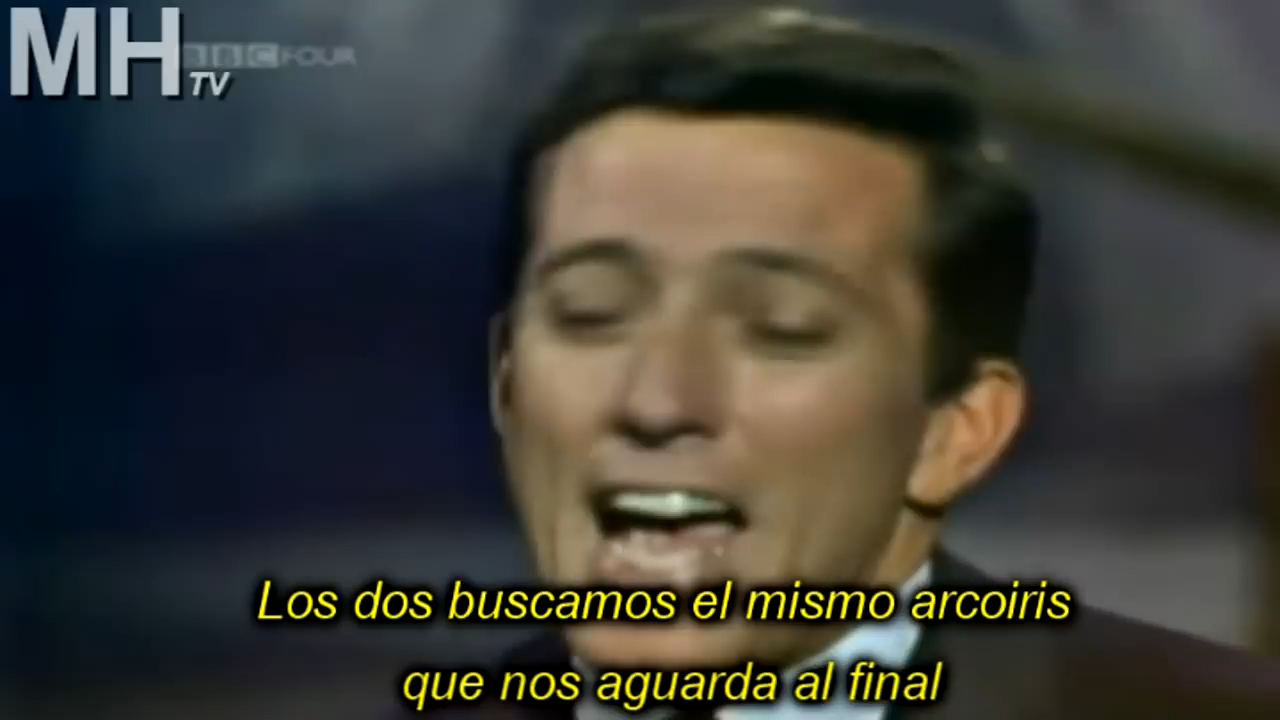 MH BBC FOUR
TV
Los dos buscamos el mismo arcoiris
que nos aguarda al final